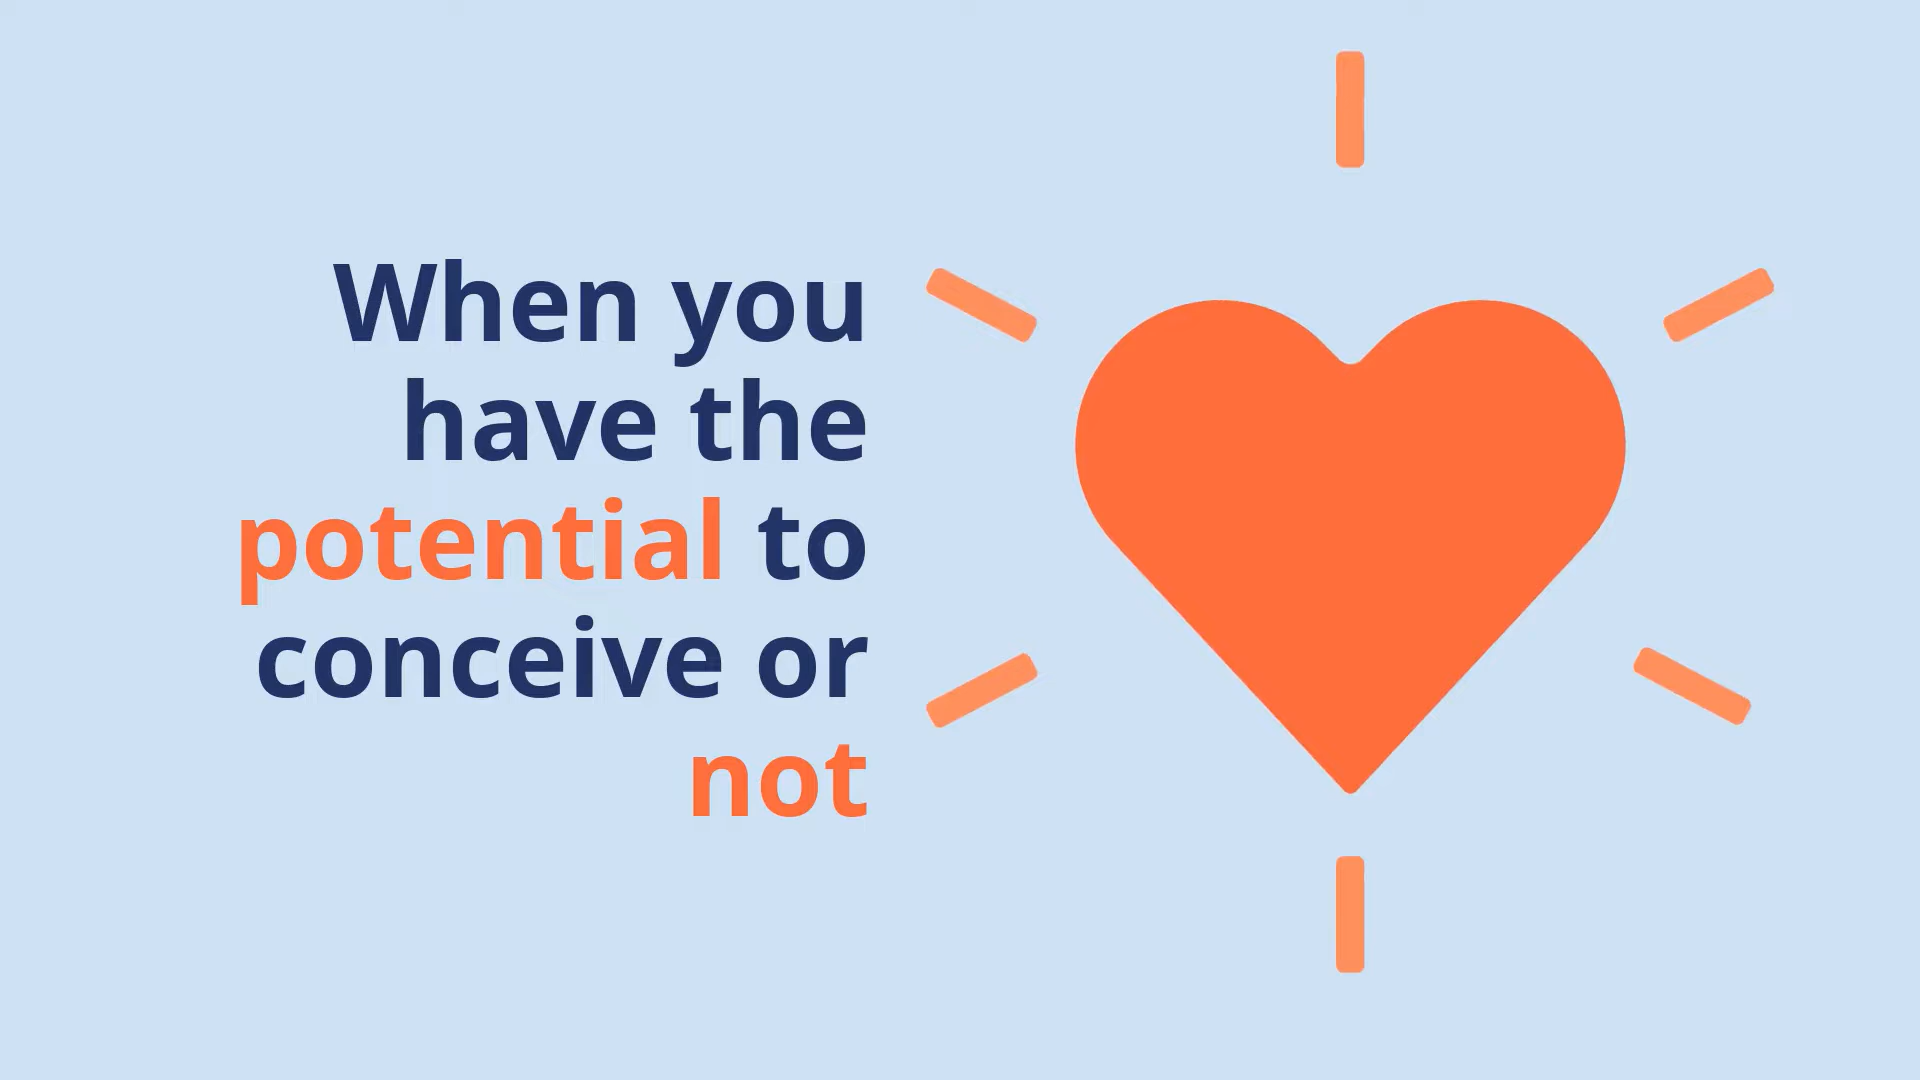 When you
have the
potential to
conceive or
not